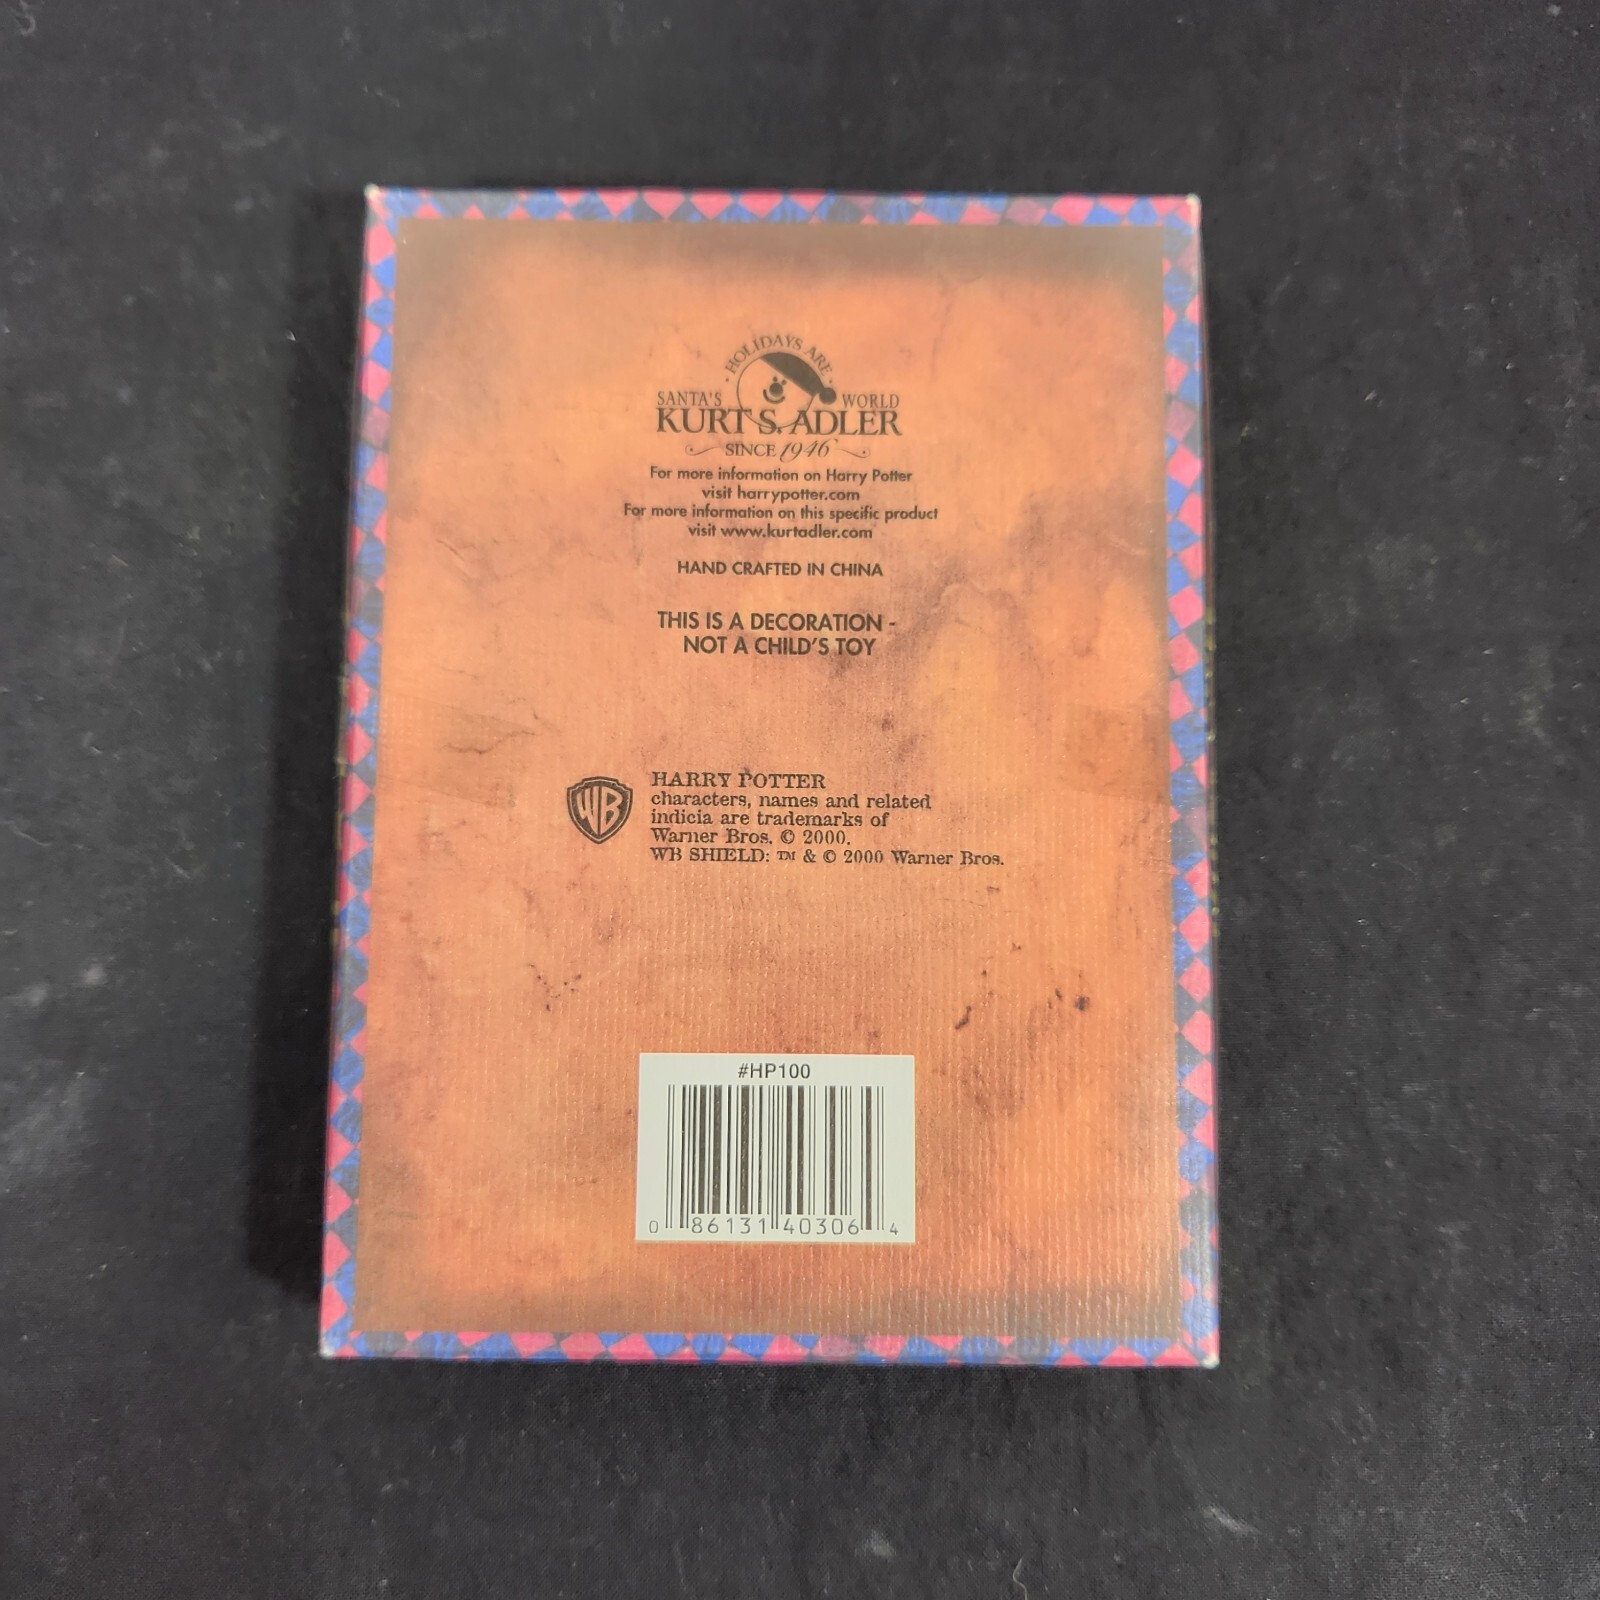 HOLIDAYS ARE
SANTA'S WORLD
KURT S. ADLER
SINCE 1946
For more information on Harry Potter
visit harrypotter.com
For more information on this specific product
visit www.kurtadler.com
HAND CRAFTED IN CHINA
THIS IS A DECORATION -
NOT A CHILD'S TOY
WB
HARRY POTTER
characters, names and related
indicia are trademarks of
Warner Bros. © 2000.
WB SHIELD: ™ & © 2000 Warner Bros.
#HP100
0 86131 40306 4